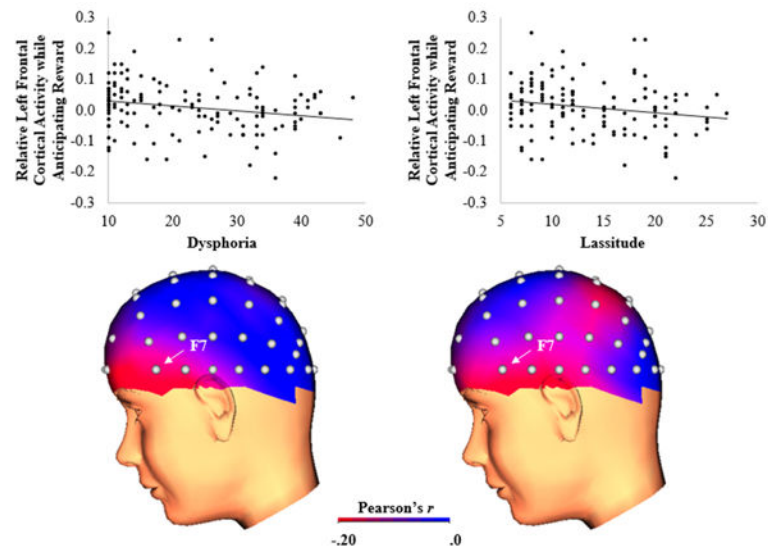 Relative Left Frontal
Cortical Activity while
Anticipating Reward
0.3
0.2
0.1
0.0
-0.1
-0.2
-0.3
10 20 30 40 50
Dysphoria
Relative Left Frontal
Cortical Activity while
Anticipating Reward
0.3
0.2
0.1
0.0
-0.1
-0.2
-0.3
5 10 15 20 25 30
Lassitude
F7
F7
Pearson's r
-.20 .0